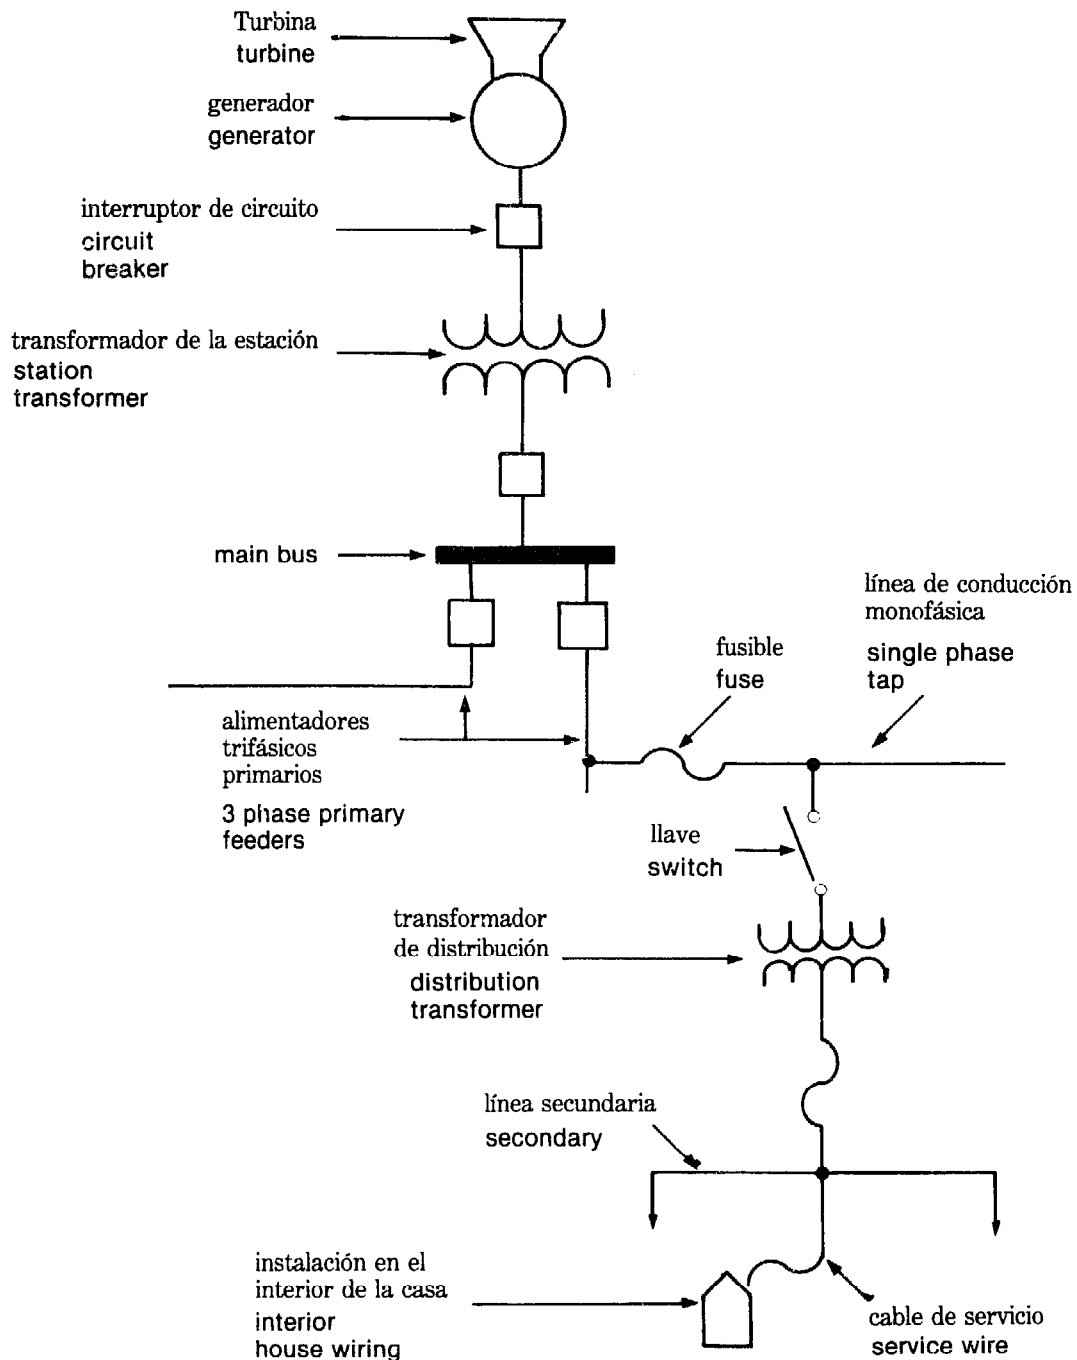 Turbina
turbine
generador
generator
interruptor de circuito
circuit
breaker
transformador de la estación
station
transformer
main bus
línea de conducción
monofásica
single phase
tap
fusible
fuse
alimentadores
trifásicos
primarios
3 phase primary
feeders
llave
switch
transformador
de distribución
distribution
transformer
línea secundaria
secondary
instalación en el
interior de la casa
interior
house wiring
cable de servicio
service wire